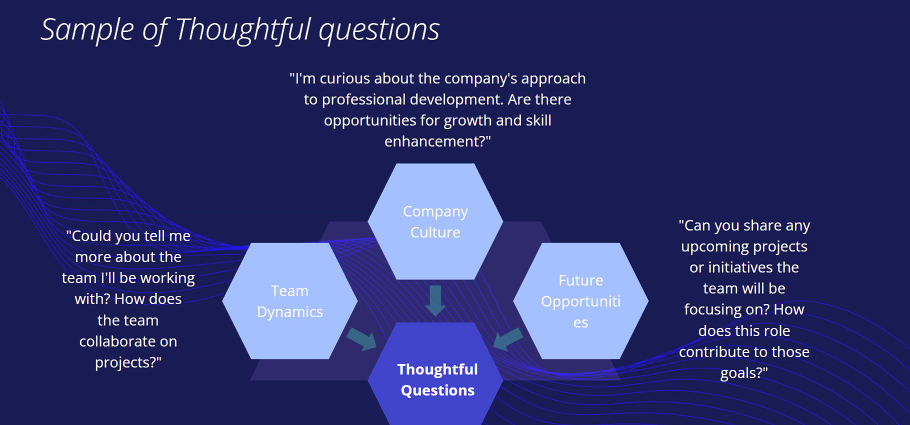 Sample of Thoughtful questions
"I'm curious about the company's approach
to professional development. Are there
opportunities for growth and skill
enhancement?"
Company
Culture
"Could you tell me
more about the
team I'll be working
with? How does
the team
collaborate on
projects?"
Team
Dynamics
Future
Opportuniti
es
"Can you share any
upcoming projects
or initiatives the
team will be
focusing on? How
does this role
contribute to those
goals?"
Thoughtful
Questions